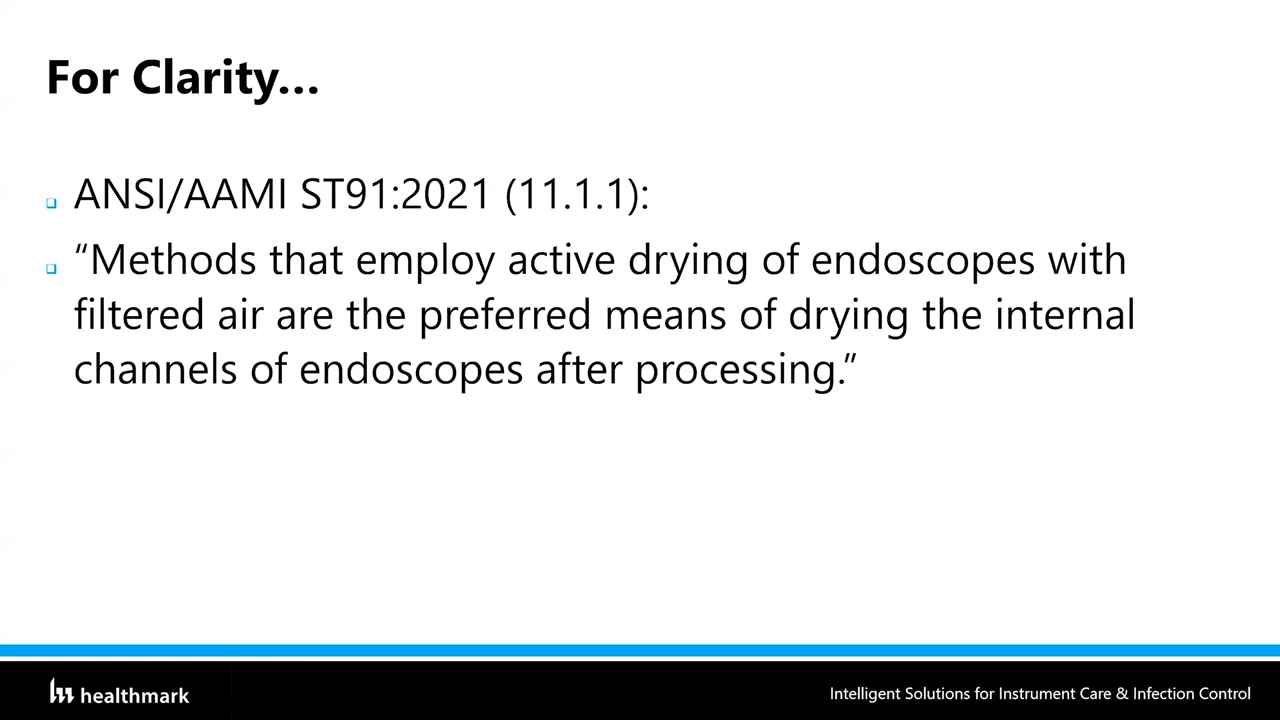 For Clarity...
ANSI/AAMI ST91:2021 (11.1.1):
“Methods that employ active drying of endoscopes with
filtered air are the preferred means of drying the internal
channels of endoscopes after processing.”
healthmark
Intelligent Solutions for Instrument Care & Infection Control